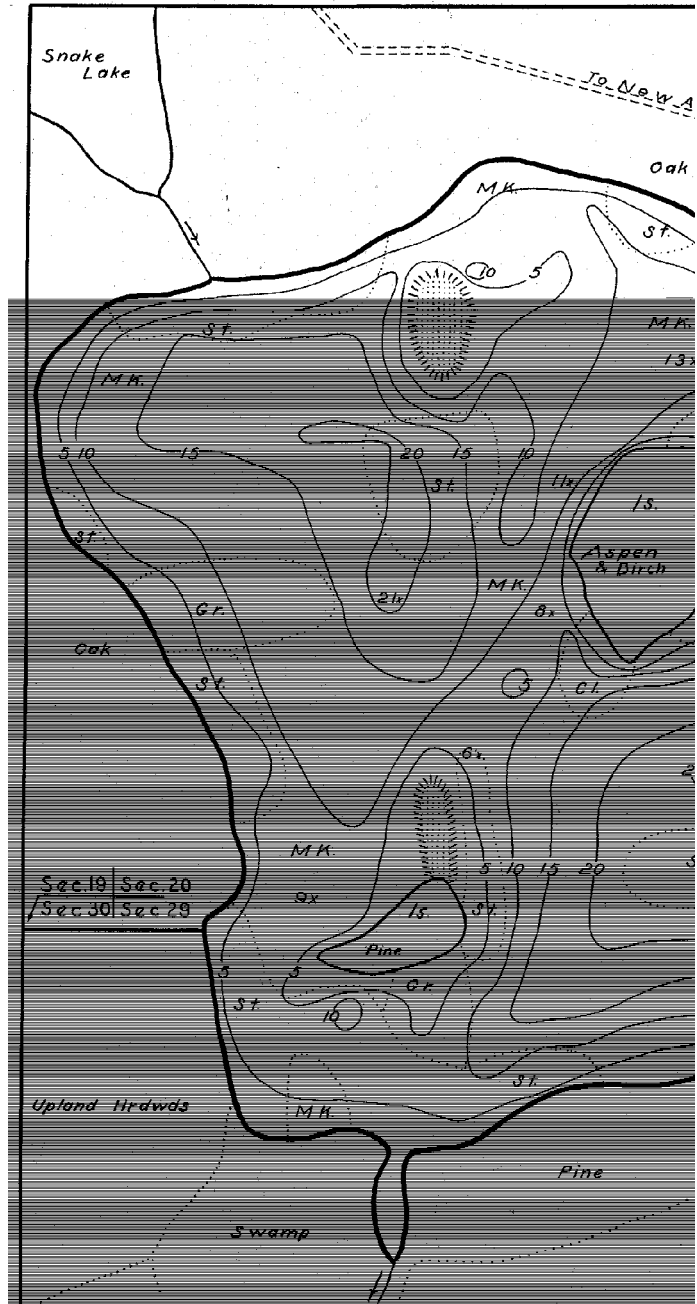 Snake
Lake
To New A
Oak
M.K.
St.
10 5
St.
M.K.
13x
M.K.
5 10 15 20 15 10
St.
11x
Is.
Aspen
& Birch
St.
21x
M.K.
8x
Gr.
Oak
St.
5
Cl.
6x
M.K.
5 10 15 20
Sec.19 Sec.20
Sec 30 Sec 29
9x
Is.
St.
Pine
5 5
Gr.
St.
10
St.
Upland Hrdwds
M.K.
Pine
Swamp